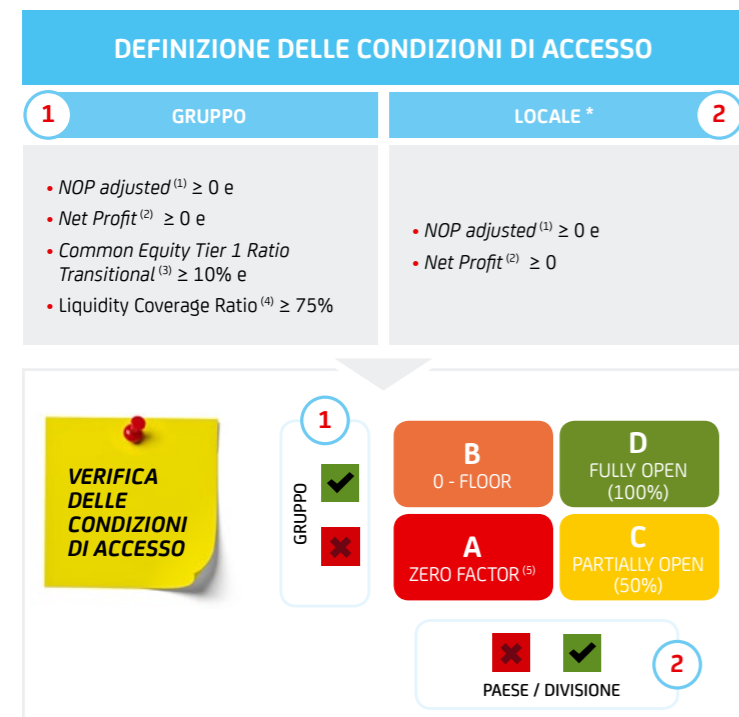 DEFINIZIONE DELLE CONDIZIONI DI ACCESSO
1
GRUPPO
LOCALE *
2
• NOP adjusted (1) ≥ 0 e
• Net Profit (2) ≥ 0 e
• Common Equity Tier 1 Ratio
Transitional (3) ≥ 10% e
• Liquidity Coverage Ratio (4) ≥ 75%
• NOP adjusted (1) ≥ 0 e
• Net Profit (2) ≥ 0
VERIFICA
DELLE
CONDIZIONI
DI ACCESSO
1
GRUPPO
B
0 - FLOOR
D
FULLY OPEN
(100%)
A
ZERO FACTOR (5)
C
PARTIALLY OPEN
(50%)
2
PAESE / DIVISIONE